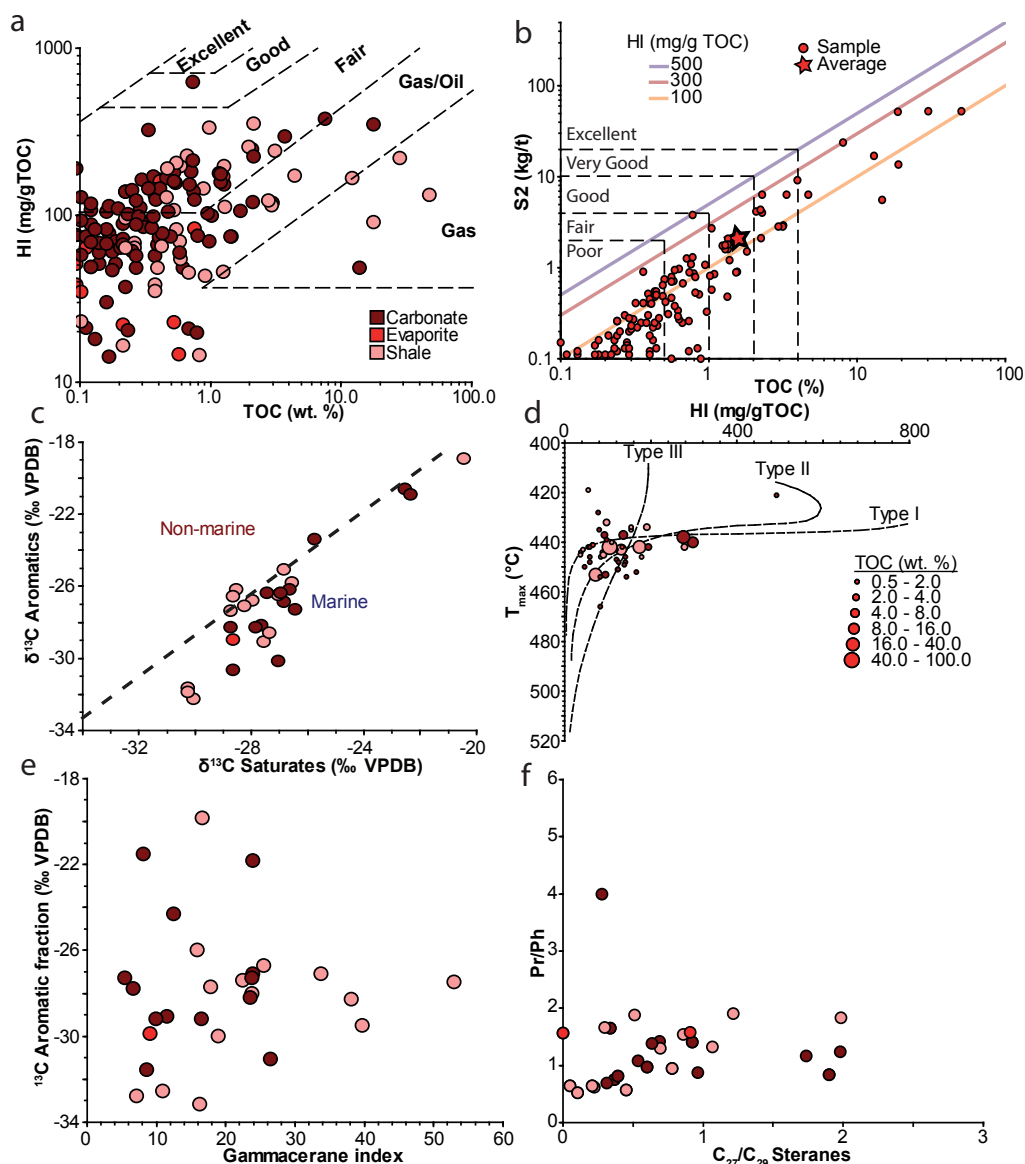 a
1000
100
10
HI (mg/gTOC)
Excellent
Good
Fair
Gas/Oil
Gas
Carbonate
Evaporite
Shale
0.1
1.0
10.0
100.0
TOC (wt. %)
b
HI (mg/g TOC)
500
300
100
Sample
Average
100
10
1
0.1
S2 (kg/t)
Excellent
Very Good
Good
Fair
Poor
0.1
1
10
100
TOC (%)
c
-18
-22
-26
-30
-34
δ¹³C Aromatics (‰ VPDB)
Non-marine
Marine
-32
-28
-24
-20
δ¹³C Saturates (‰ VPDB)
d
HI (mg/gTOC)
0
400
800
400
420
440
460
480
500
520
Tmax (°C)
Type III
Type II
Type I
TOC (wt. %)
0.5 - 2.0
2.0 - 4.0
4.0 - 8.0
8.0 - 16.0
16.0 - 40.0
40.0 - 100.0
e
-18
-22
-26
-30
-34
¹³C Aromatic fraction (‰ VPDB)
0
10
20
30
40
50
60
Gammacerane index
f
6
5
4
3
2
1
0
Pr/Ph
0
1
2
3
C₂₇/C₂₉ Steranes